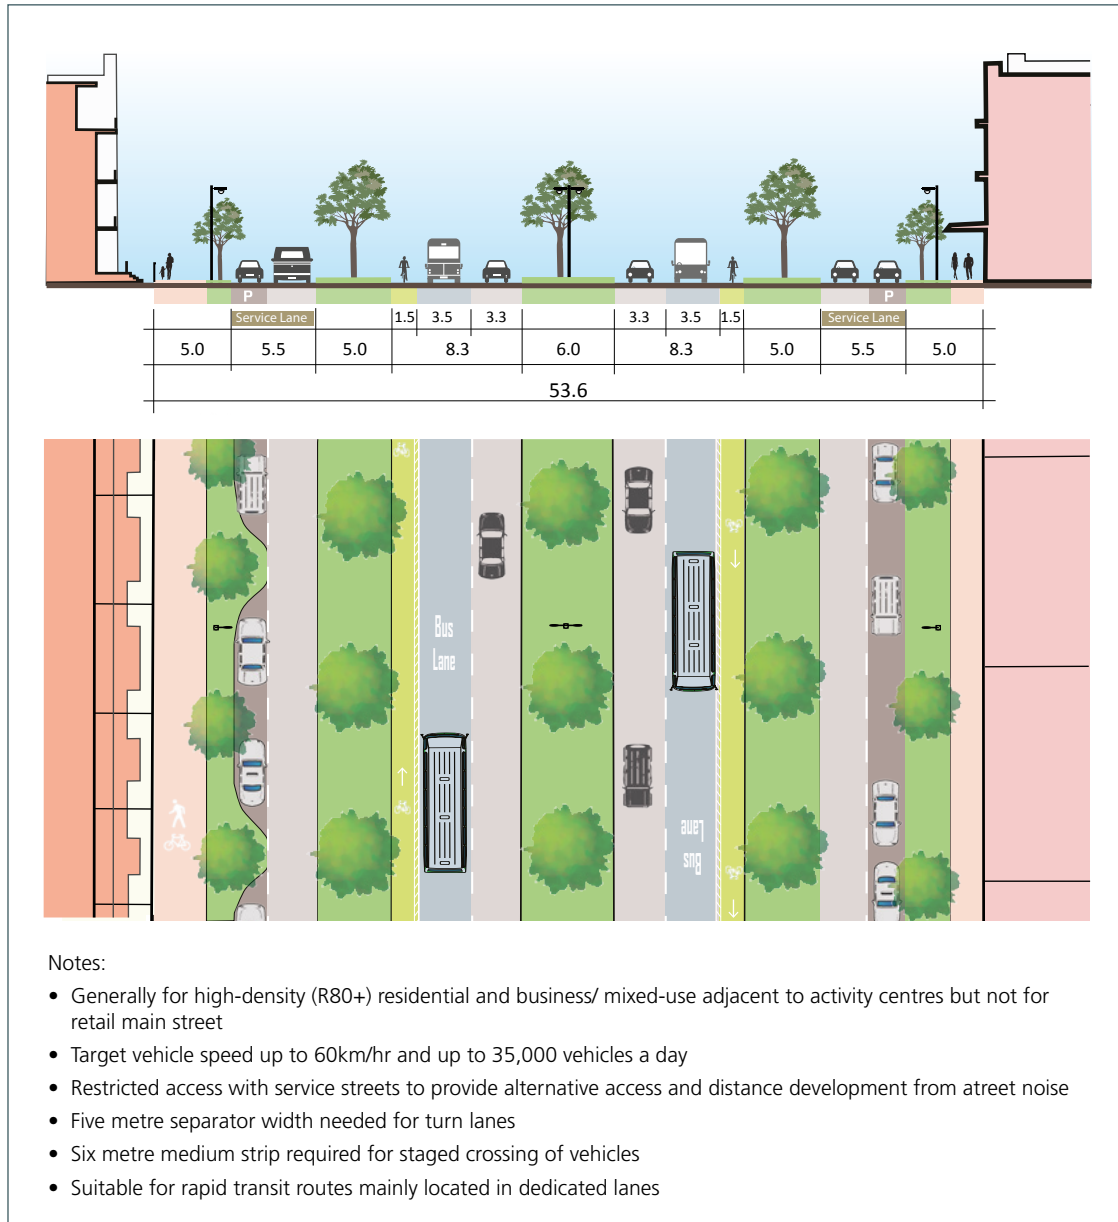 P
P
Service Lane 1.5 3.5 3.3 3.3 3.5 1.5 Service Lane
5.0 5.5 5.0 8.3 6.0 8.3 5.0 5.5 5.0
53.6
Bus
Lane
Bus
Lane
Notes:
• Generally for high-density (R80+) residential and business/ mixed-use adjacent to activity centres but not for
retail main street
• Target vehicle speed up to 60km/hr and up to 35,000 vehicles a day
• Restricted access with service streets to provide alternative access and distance development from atreet noise
• Five metre separator width needed for turn lanes
• Six metre medium strip required for staged crossing of vehicles
• Suitable for rapid transit routes mainly located in dedicated lanes